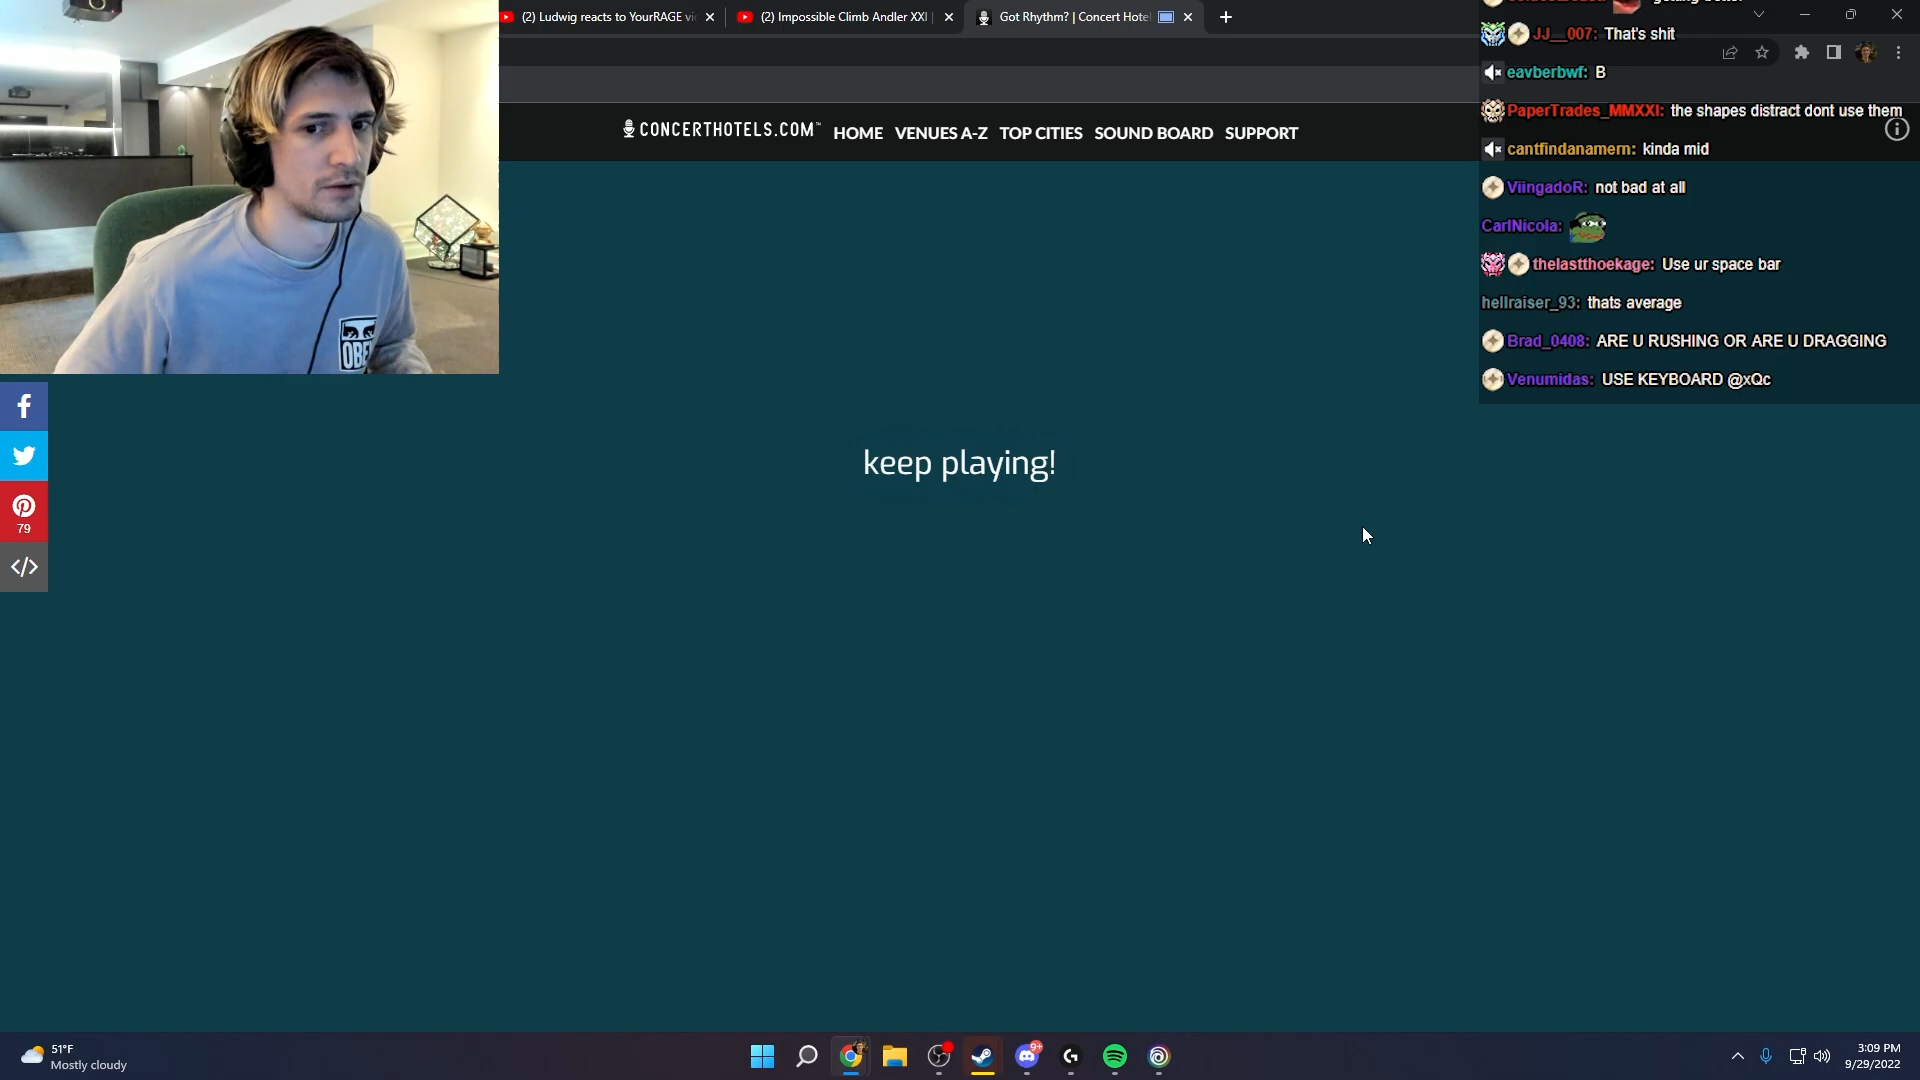 (2) Ludwig reacts to YourRAGE vi
(2) Impossible Climb Andler XXI
Got Rhythm? | Concert Hote
JJ__007: That's shit
eavberbwf: B
PaperTrades_MMXXI: the shapes distract dont use them
cantfindanamern: kinda mid
ViingadoR: not bad at all
CarlNicola:
thelastthoekage: Use ur space bar
hellraiser_93: thats average
Brad_0408: ARE U RUSHING OR ARE U DRAGGING
Venumidas: USE KEYBOARD @xQc
CONCERTHOTELS.COM™ HOME VENUES A-Z TOP CITIES SOUND BOARD SUPPORT
OBEY
79
keep playing!
51°F
Mostly cloudy
9+
3:09 PM
9/29/2022